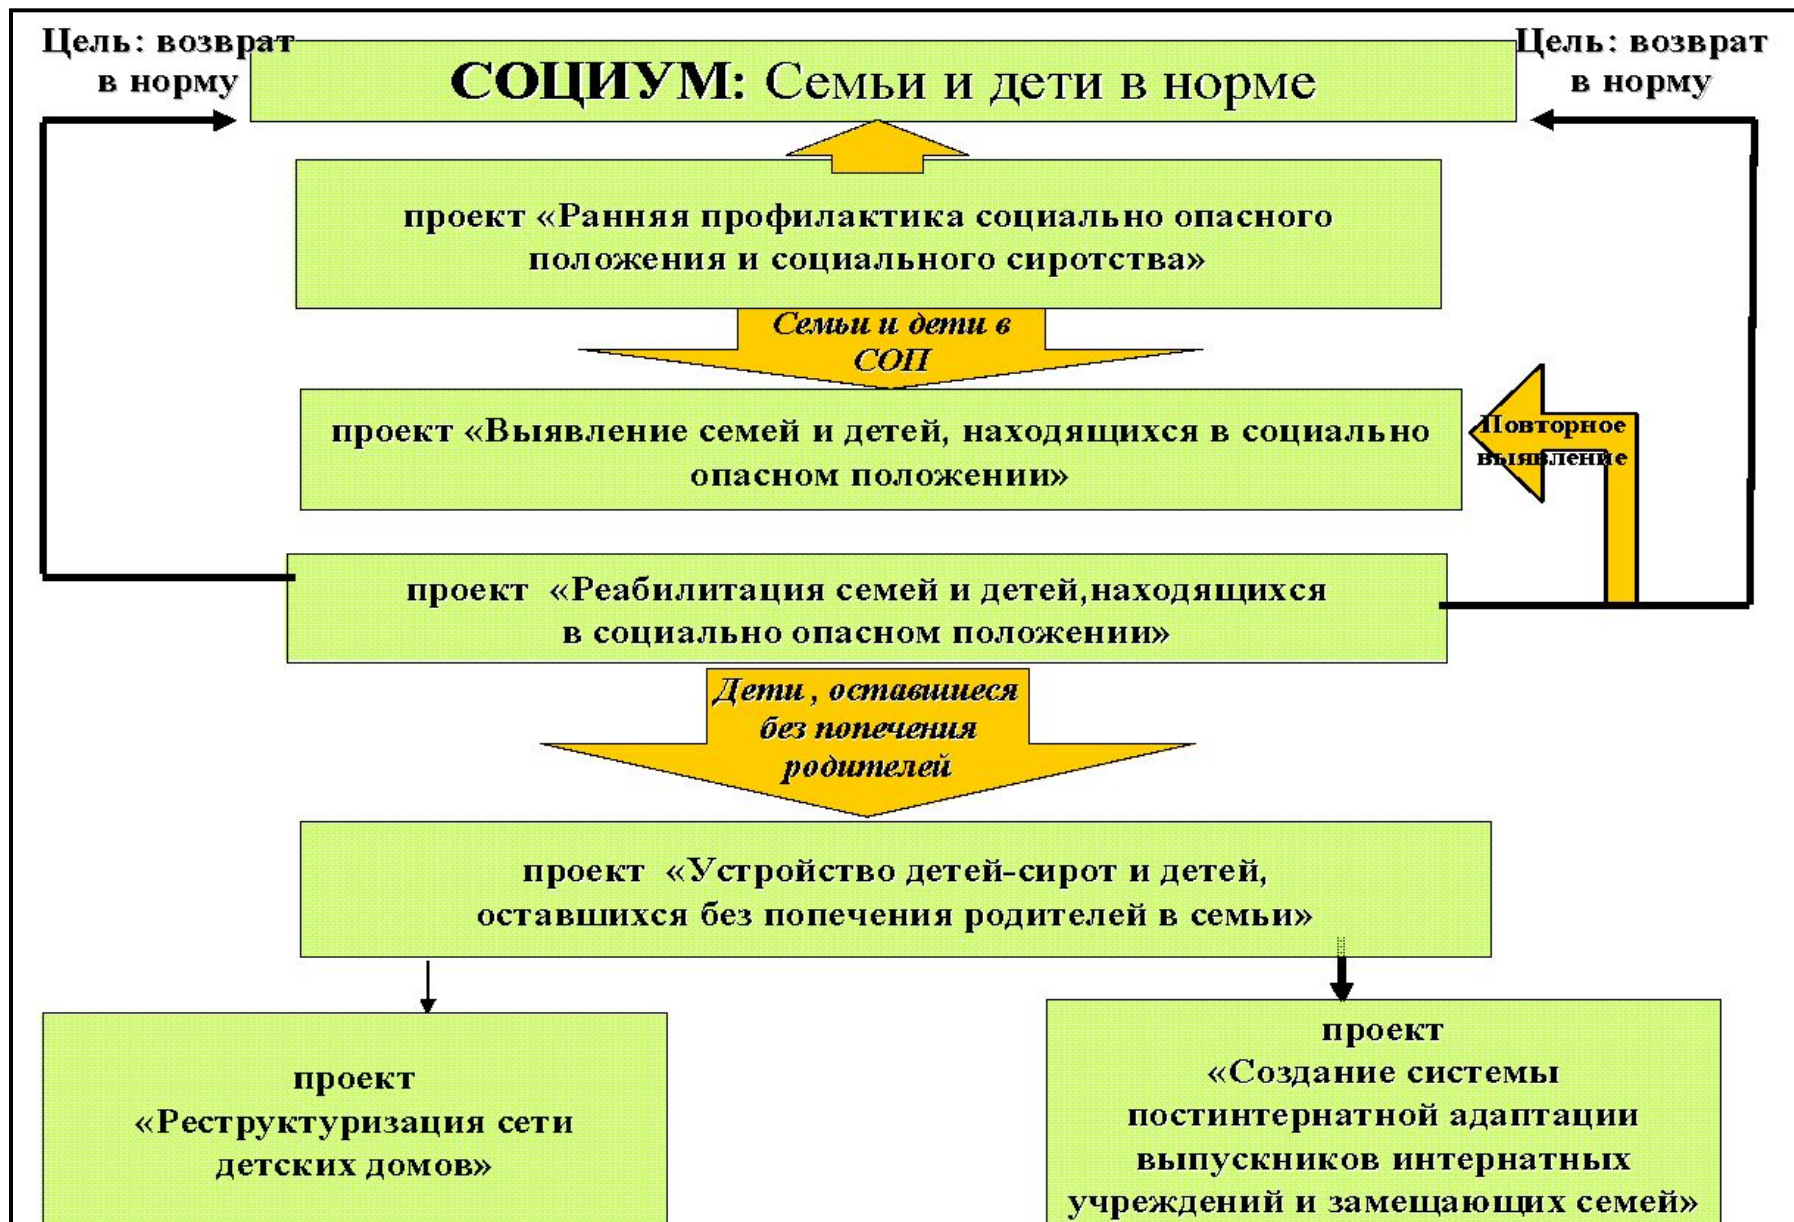 Цель: возврат
в норму
СОЦИУМ: Семьи и дети в норме
Цель: возврат
в норму
проект «Ранняя профилактика социально опасного
положения и социального сиротства»
Семьи и дети в
СОП
проект «Выявление семей и детей, находящихся в социально
опасном положении»
Повторное
выявление
проект «Реабилитация семей и детей,находящихся
в социально опасном положении»
Дети , оставшиеся
без попечения
родителей
проект «Устройство детей-сирот и детей,
оставшихся без попечения родителей в семьи»
проект
«Реструктуризация сети
детских домов»
проект
«Создание системы
постинтернатной адаптации
выпускников интернатных
учреждений и замещающих семей»